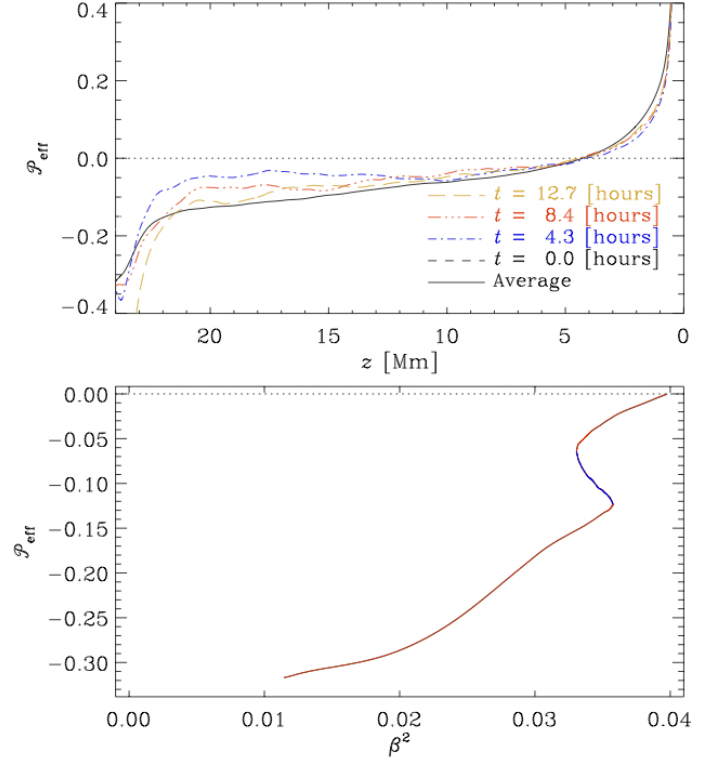 0.4
0.2
0.0
−0.2
−0.4
𝒫eff
t = 12.7 [hours]
t = 8.4 [hours]
t = 4.3 [hours]
t = 0.0 [hours]
Average
20 15 10 5 0
z [Mm]
0.00
−0.05
−0.10
−0.15
−0.20
−0.25
−0.30
𝒫eff
0.00 0.01 0.02 0.03 0.04
β²